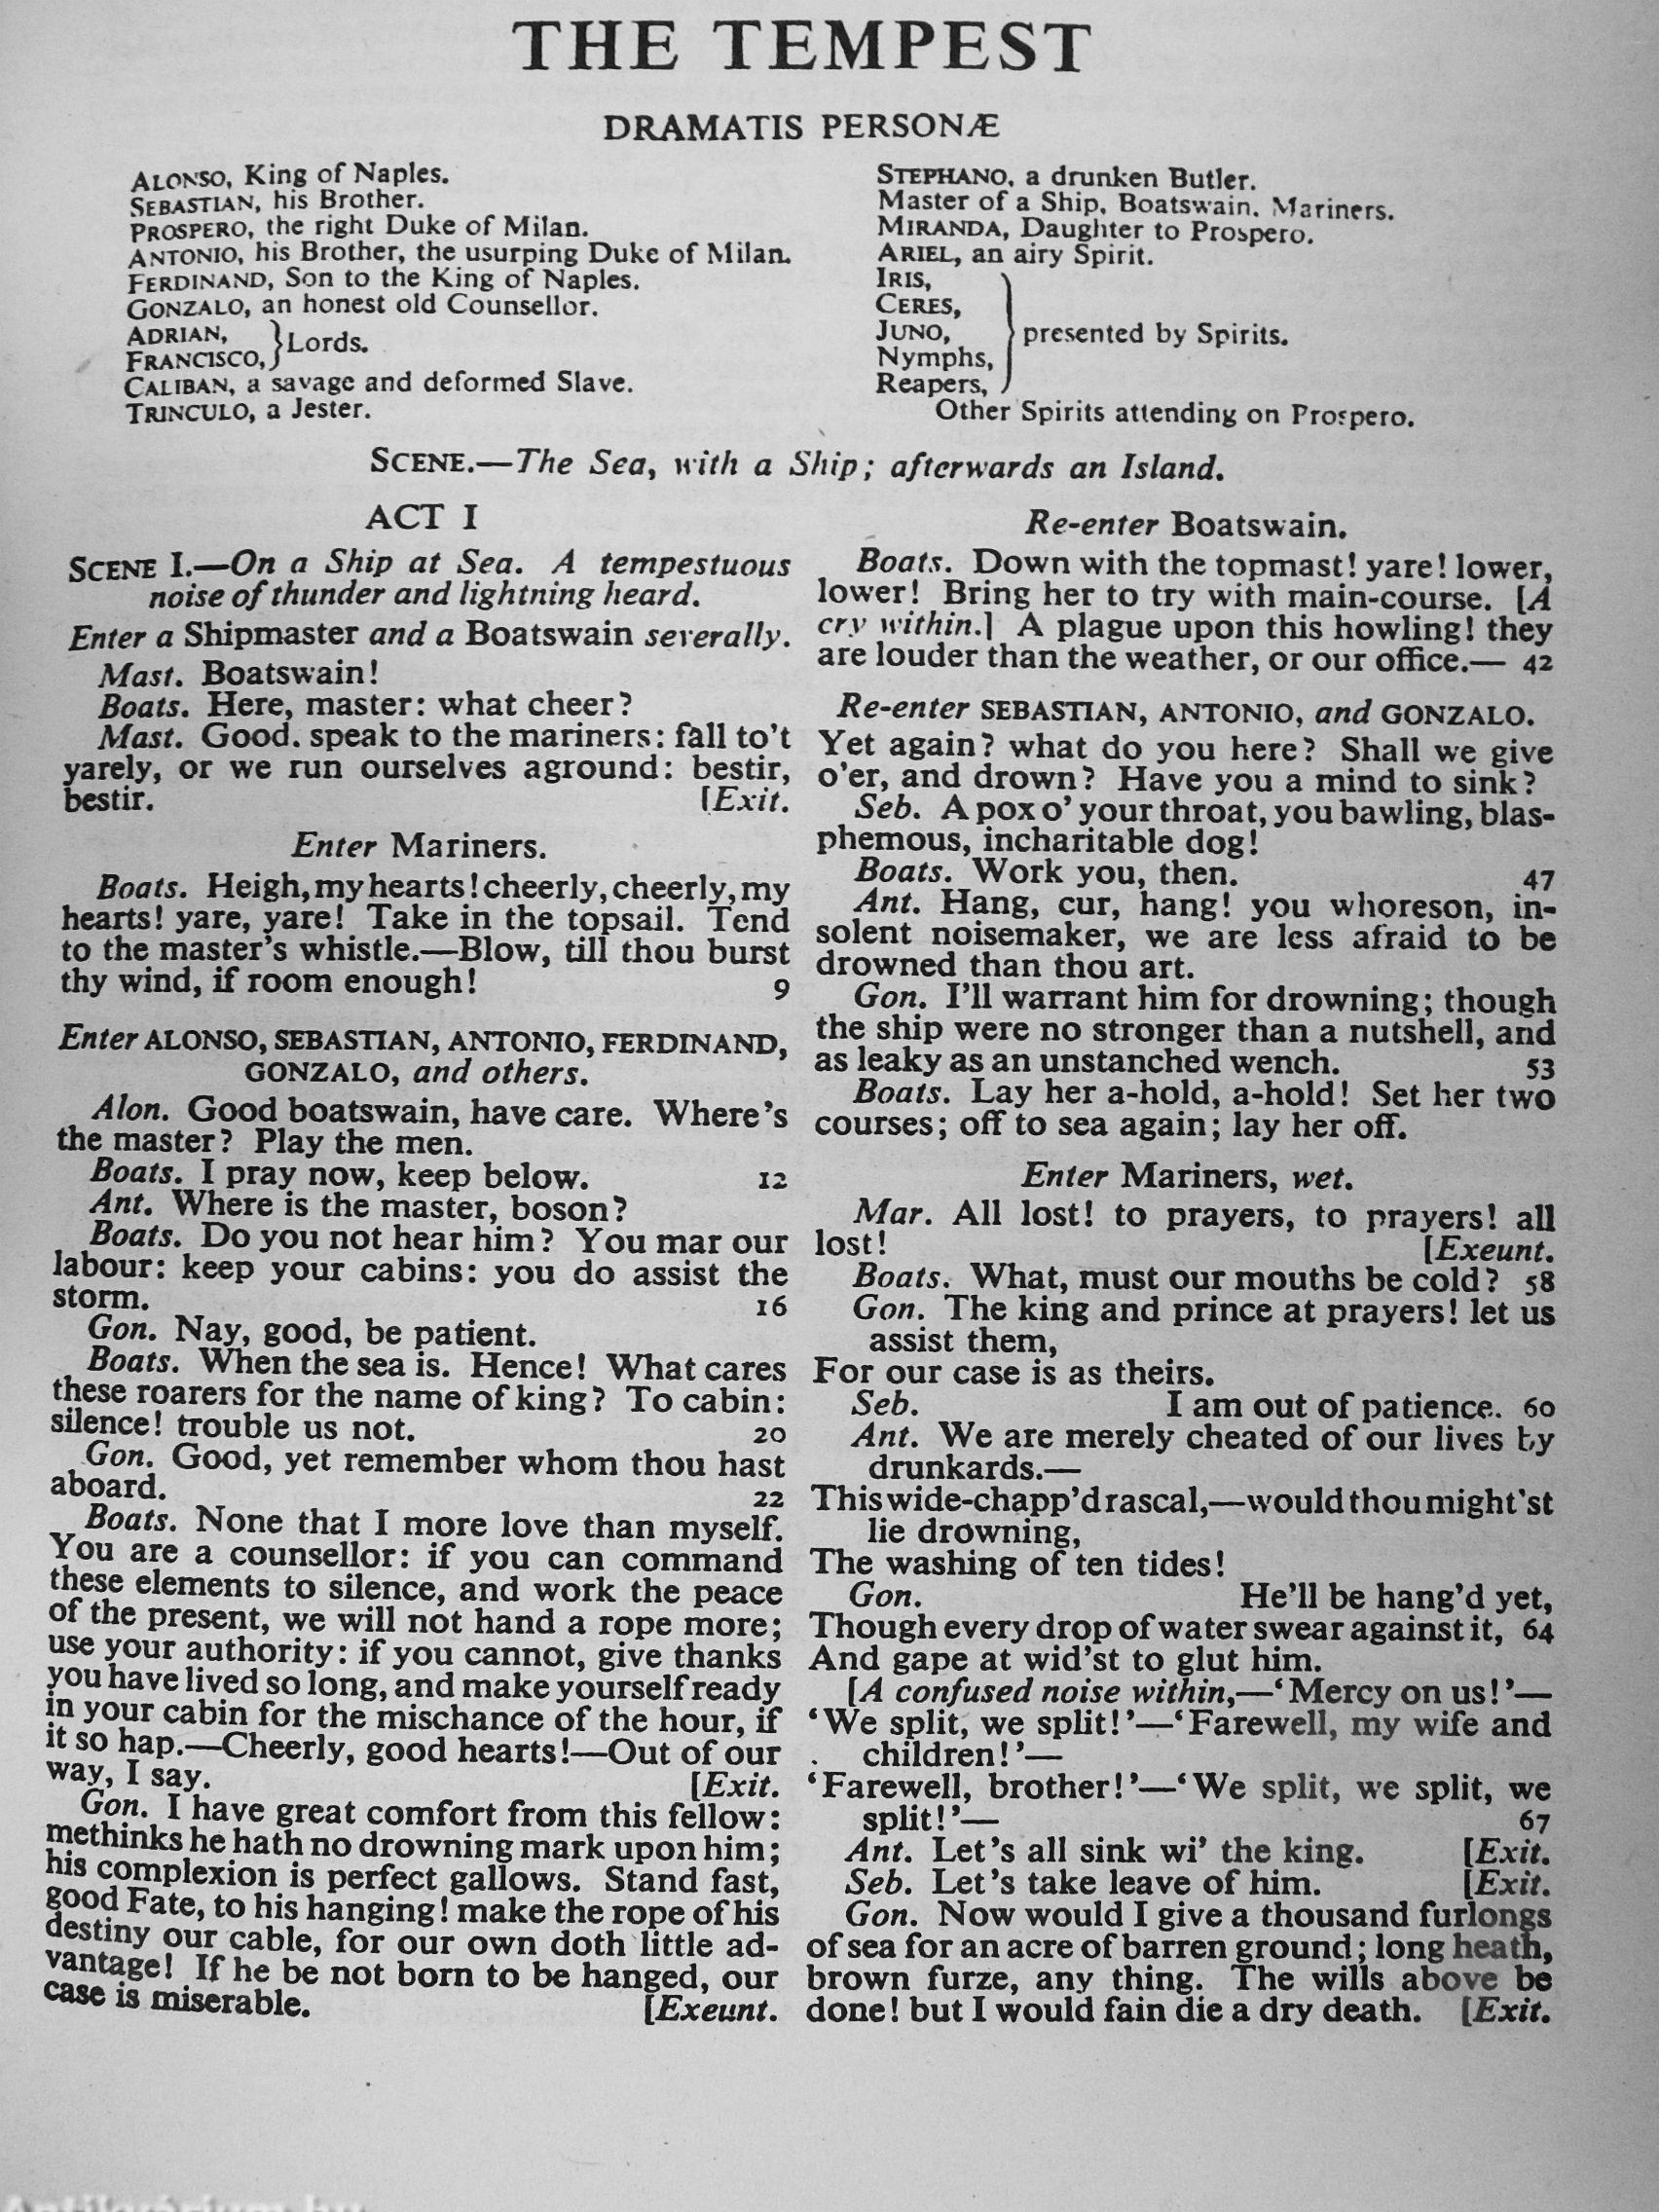 THE TEMPEST
DRAMATIS PERSONÆ
ALONSO, King of Naples.
SEBASTIAN, his Brother.
PROSPERO, the right Duke of Milan.
ANTONIO, his Brother, the usurping Duke of Milan.
FERDINAND, Son to the King of Naples.
GONZALO, an honest old Counsellor.
ADRIAN,
FRANCISCO, } Lords.
CALIBAN, a savage and deformed Slave.
TRINCULO, a Jester.
STEPHANO, a drunken Butler.
Master of a Ship, Boatswain, Mariners.
MIRANDA, Daughter to Prospero.
ARIEL, an airy Spirit.
IRIS,
CERES,
JUNO, } presented by Spirits.
Nymphs,
Reapers,
Other Spirits attending on Prospero.
SCENE.—The Sea, with a Ship; afterwards an Island.
ACT I
SCENE I.—On a Ship at Sea. A tempestuous
noise of thunder and lightning heard.
Enter a Shipmaster and a Boatswain severally.
Mast. Boatswain!
Boats. Here, master: what cheer?
Mast. Good. speak to the mariners: fall to't
yarely, or we run ourselves aground: bestir,
bestir. [Exit.
Enter Mariners.
Boats. Heigh, my hearts! cheerly, cheerly, my
hearts! yare, yare! Take in the topsail. Tend
to the master's whistle.—Blow, till thou burst
thy wind, if room enough! 9
Enter ALONSO, SEBASTIAN, ANTONIO, FERDINAND,
GONZALO, and others.
Alon. Good boatswain, have care. Where's
the master? Play the men.
Boats. I pray now, keep below. 12
Ant. Where is the master, boson?
Boats. Do you not hear him? You mar our
labour: keep your cabins: you do assist the
storm. 16
Gon. Nay, good, be patient.
Boats. When the sea is. Hence! What cares
these roarers for the name of king? To cabin:
silence! trouble us not. 20
Gon. Good, yet remember whom thou hast
aboard. 22
Boats. None that I more love than myself.
You are a counsellor: if you can command
these elements to silence, and work the peace
of the present, we will not hand a rope more;
use your authority: if you cannot, give thanks
you have lived so long, and make yourself ready
in your cabin for the mischance of the hour, if
it so hap.—Cheerly, good hearts!—Out of our
way, I say. [Exit.
Gon. I have great comfort from this fellow:
methinks he hath no drowning mark upon him;
his complexion is perfect gallows. Stand fast,
good Fate, to his hanging! make the rope of his
destiny our cable, for our own doth little ad-
vantage! If he be not born to be hanged, our
case is miserable. [Exeunt.
Re-enter Boatswain.
Boats. Down with the topmast! yare! lower,
lower! Bring her to try with main-course. [A
cry within.] A plague upon this howling! they
are louder than the weather, or our office.— 42
Re-enter SEBASTIAN, ANTONIO, and GONZALO.
Yet again? what do you here? Shall we give
o'er, and drown? Have you a mind to sink?
Seb. A pox o' your throat, you bawling, blas-
phemous, incharitable dog!
Boats. Work you, then. 47
Ant. Hang, cur, hang! you whoreson, in-
solent noisemaker, we are less afraid to be
drowned than thou art.
Gon. I'll warrant him for drowning; though
the ship were no stronger than a nutshell, and
as leaky as an unstanched wench. 53
Boats. Lay her a-hold, a-hold! Set her two
courses; off to sea again; lay her off.
Enter Mariners, wet.
Mar. All lost! to prayers, to prayers! all
lost! [Exeunt.
Boats. What, must our mouths be cold? 58
Gon. The king and prince at prayers! let us
assist them,
For our case is as theirs.
Seb. I am out of patience. 60
Ant. We are merely cheated of our lives by
drunkards.—
This wide-chapp'd rascal,—would thou might'st
lie drowning,
The washing of ten tides!
Gon. He'll be hang'd yet,
Though every drop of water swear against it, 64
And gape at wid'st to glut him.
[A confused noise within,—‘Mercy on us!’—
‘We split, we split!’—‘Farewell, my wife and
children!’—
‘Farewell, brother!’—‘We split, we split, we
split!’— 67
Ant. Let's all sink wi' the king. [Exit.
Seb. Let's take leave of him. [Exit.
Gon. Now would I give a thousand furlongs
of sea for an acre of barren ground; long heath,
brown furze, any thing. The wills above be
done! but I would fain die a dry death. [Exit.